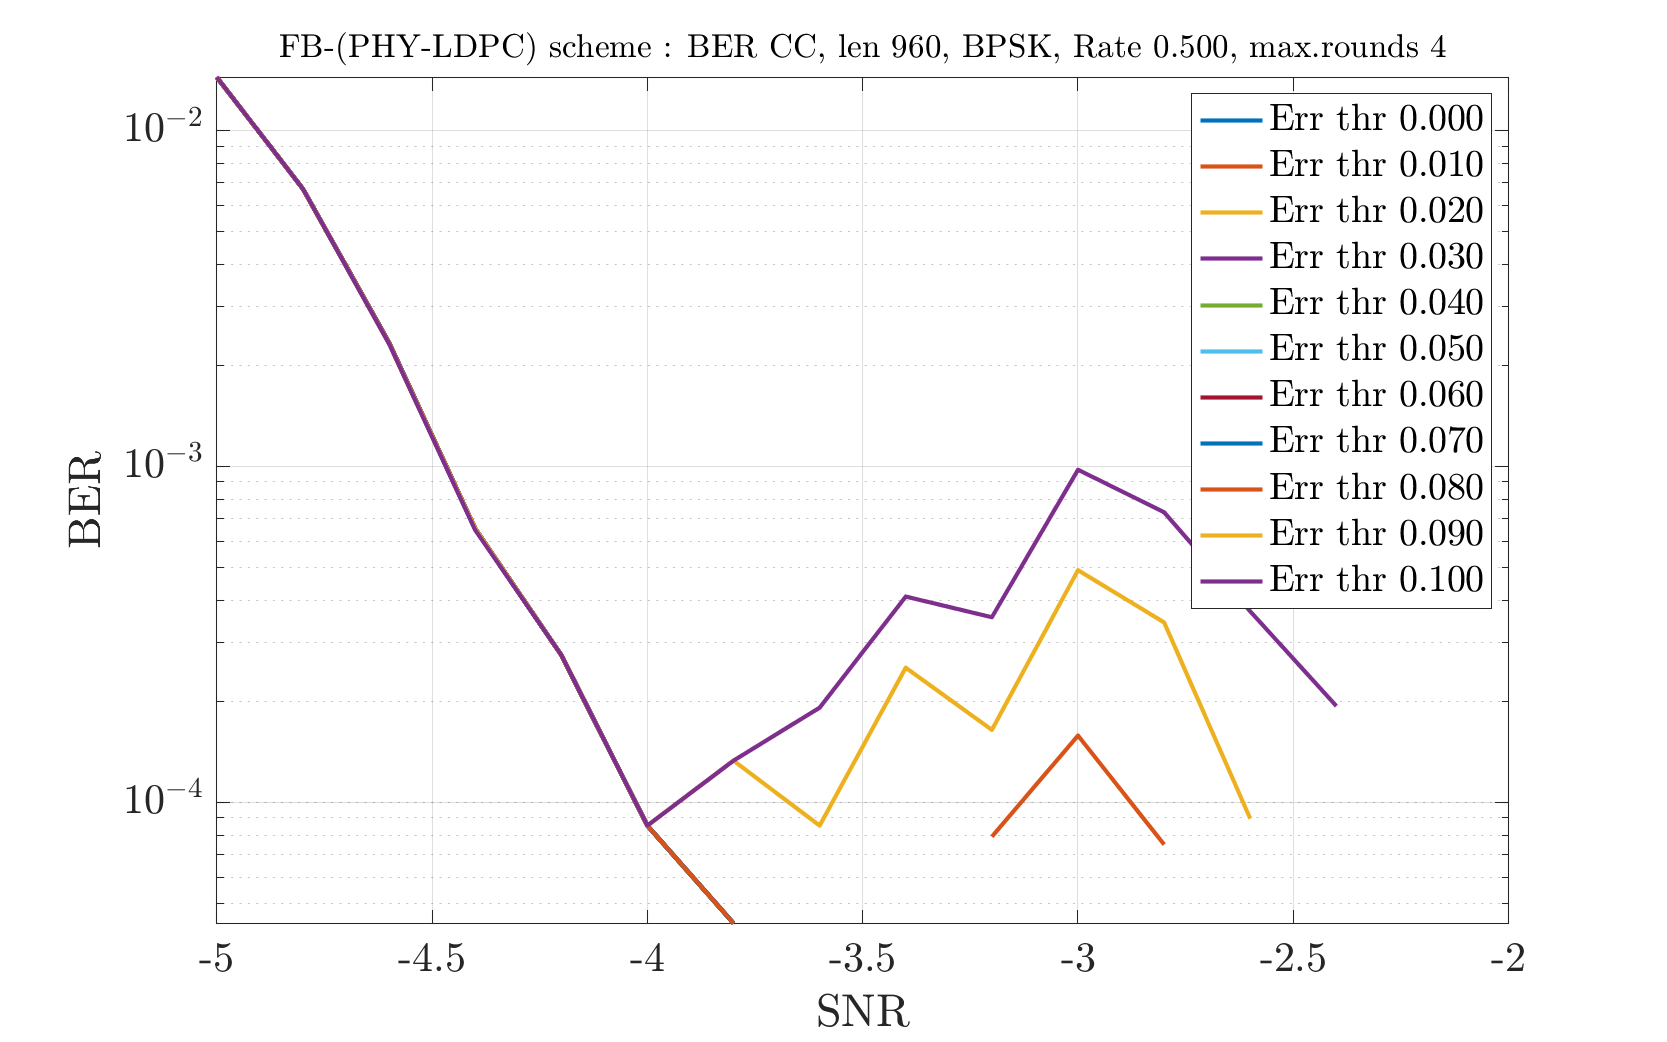 FB-(PHY-LDPC) scheme : BER CC, len 960, BPSK, Rate 0.500, max.rounds 4
10^{-2}
10^{-3}
10^{-4}
BER
Err thr 0.000
Err thr 0.010
Err thr 0.020
Err thr 0.030
Err thr 0.040
Err thr 0.050
Err thr 0.060
Err thr 0.070
Err thr 0.080
Err thr 0.090
Err thr 0.100
-5 -4.5 -4 -3.5 -3 -2.5 -2
SNR